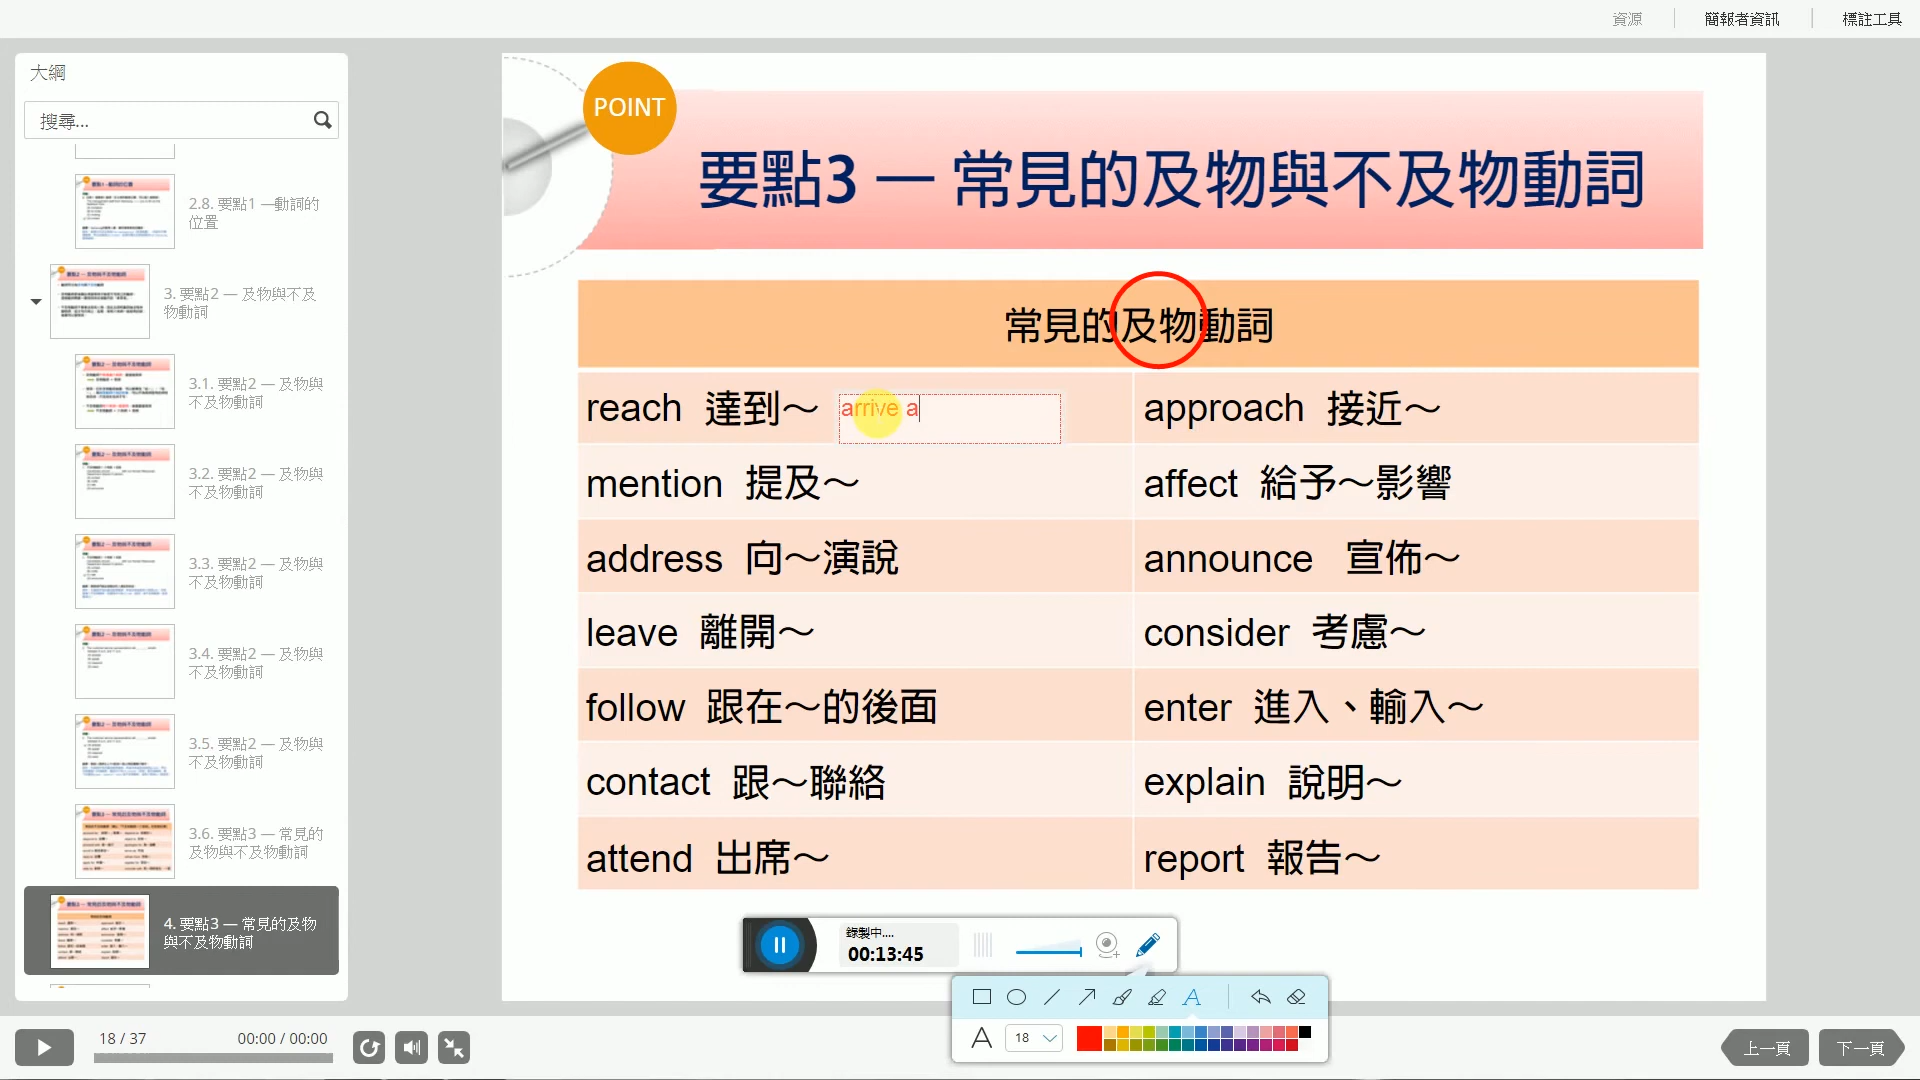 資源
簡報者資訊
標註工具
大綱
搜尋...
2.8. 要點1 —動詞的
位置
3. 要點2 — 及物與不及
物動詞
3.1. 要點2 — 及物與
不及物動詞
3.2. 要點2 — 及物與
不及物動詞
3.3. 要點2 — 及物與
不及物動詞
3.4. 要點2 — 及物與
不及物動詞
3.5. 要點2 — 及物與
不及物動詞
3.6. 要點3 — 常見的
及物與不及物動詞
4. 要點3 — 常見的及物
與不及物動詞
POINT
要點3 — 常見的及物與不及物動詞
常見的及物動詞
reach 達到～ arrive a
approach 接近～
mention 提及～
affect 給予～影響
address 向～演說
announce 宣佈～
leave 離開～
consider 考慮～
follow 跟在～的後面
enter 進入、輸入～
contact 跟～聯絡
explain 說明～
attend 出席～
report 報告～
錄製中....
00:13:45
A
A 18
18 / 37
00:00 / 00:00
上一頁
下一頁